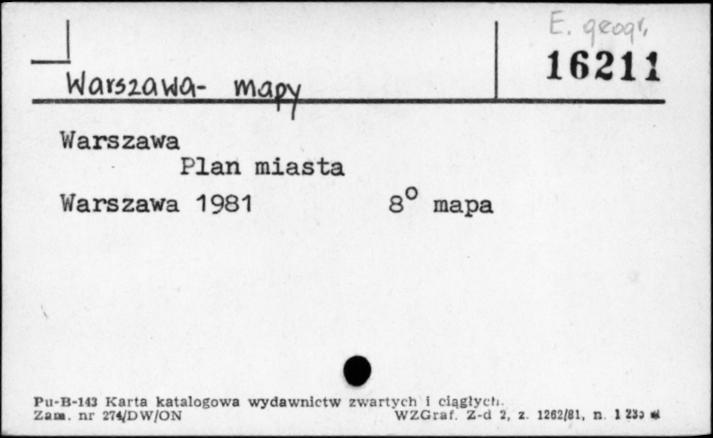 E. geogr.
16211
Warszawa- mapy
Warszawa
Plan miasta
Warszawa 1981 8° mapa
Pu-B-143 Karta katalogowa wydawnictw zwartych i ciągłych.
Zam. nr 274/DW/ON WZGraf. Z-d 2, z. 1262/81, n.